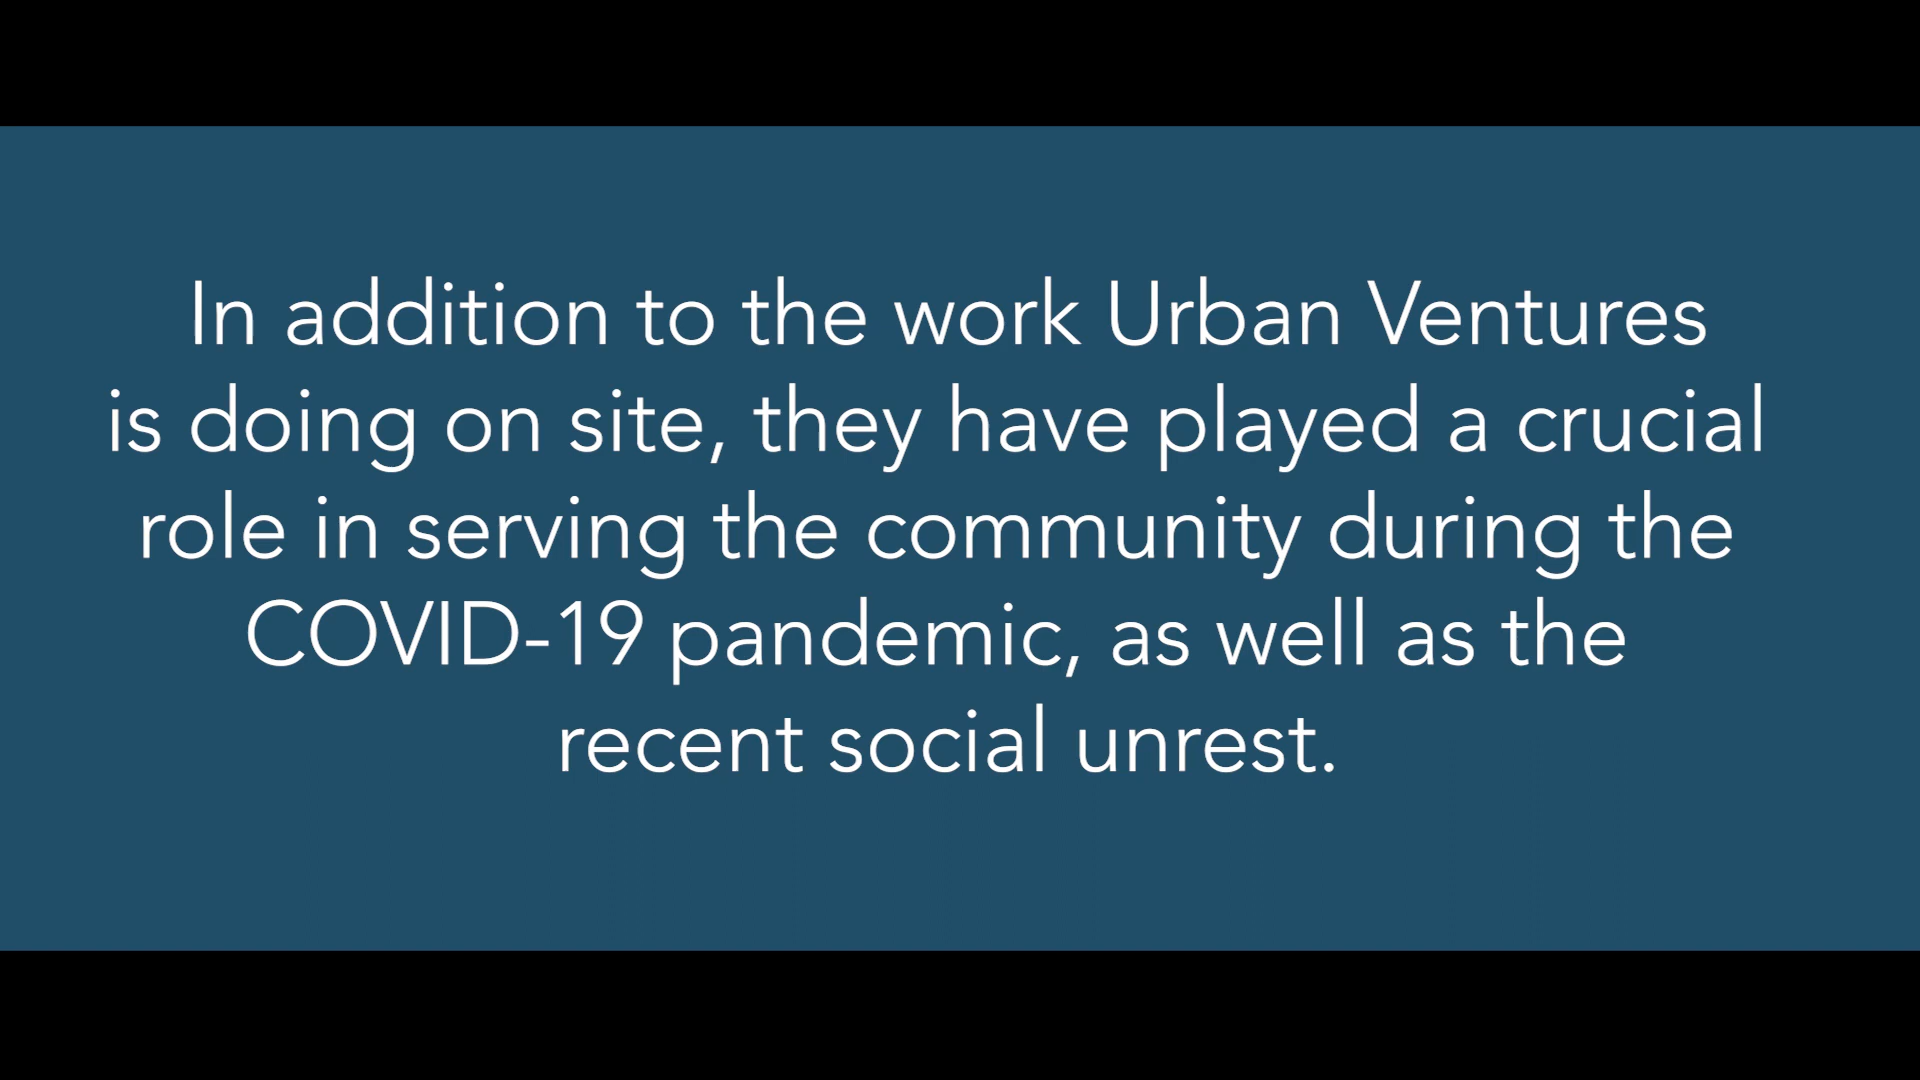 In addition to the work Urban Ventures
is doing on site, they have played a crucial
role in serving the community during the
COVID-19 pandemic, as well as the
recent social unrest.